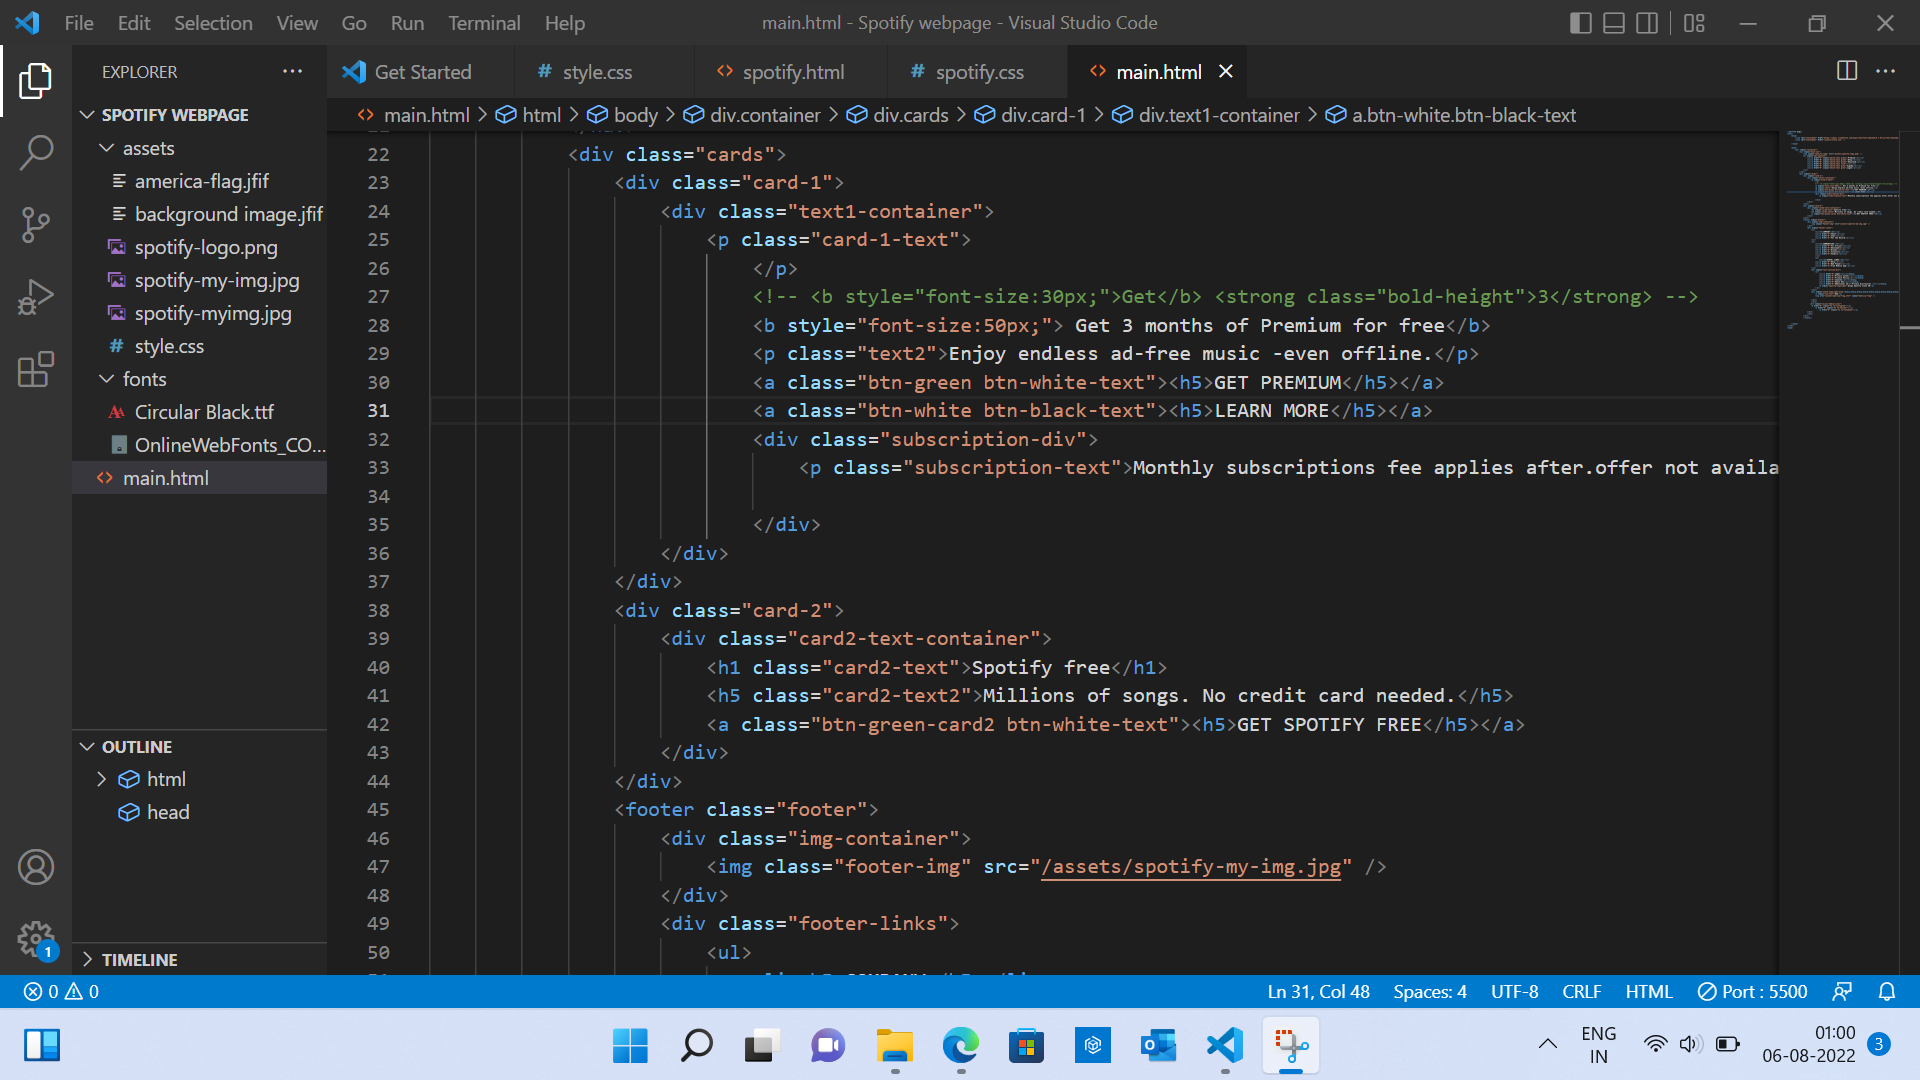 File Edit Selection View Go Run Terminal Help
main.html - Spotify webpage - Visual Studio Code
EXPLORER
Get Started
# style.css
<> spotify.html
# spotify.css
<> main.html
<> main.html > html > body > div.container > div.cards > div.card-1 > div.text1-container > a.btn-white.btn-black-text
SPOTIFY WEBPAGE
assets
america-flag.jfif
background image.jfif
spotify-logo.png
spotify-my-img.jpg
spotify-myimg.jpg
# style.css
fonts
Circular Black.ttf
OnlineWebFonts_CO...
<> main.html
OUTLINE
html
head
TIMELINE
22 <div class="cards">
23 <div class="card-1">
24 <div class="text1-container">
25 <p class="card-1-text">
26 </p>
27 <!-- <b style="font-size:30px;">Get</b> <strong class="bold-height">3</strong> -->
28 <b style="font-size:50px;"> Get 3 months of Premium for free</b>
29 <p class="text2">Enjoy endless ad-free music -even offline.</p>
30 <a class="btn-green btn-white-text"><h5>GET PREMIUM</h5></a>
31 <a class="btn-white btn-black-text"><h5>LEARN MORE</h5></a>
32 <div class="subscription-div">
33 <p class="subscription-text">Monthly subscriptions fee applies after.offer not availa
34
35 </div>
36 </div>
37 </div>
38 <div class="card-2">
39 <div class="card2-text-container">
40 <h1 class="card2-text">Spotify free</h1>
41 <h5 class="card2-text2">Millions of songs. No credit card needed.</h5>
42 <a class="btn-green-card2 btn-white-text"><h5>GET SPOTIFY FREE</h5></a>
43 </div>
44 </div>
45 <footer class="footer">
46 <div class="img-container">
47 <img class="footer-img" src="/assets/spotify-my-img.jpg" />
48 </div>
49 <div class="footer-links">
50 <ul>
1
0 0
Ln 31, Col 48 Spaces: 4 UTF-8 CRLF HTML Port : 5500
ENG
IN
01:00
06-08-2022
3